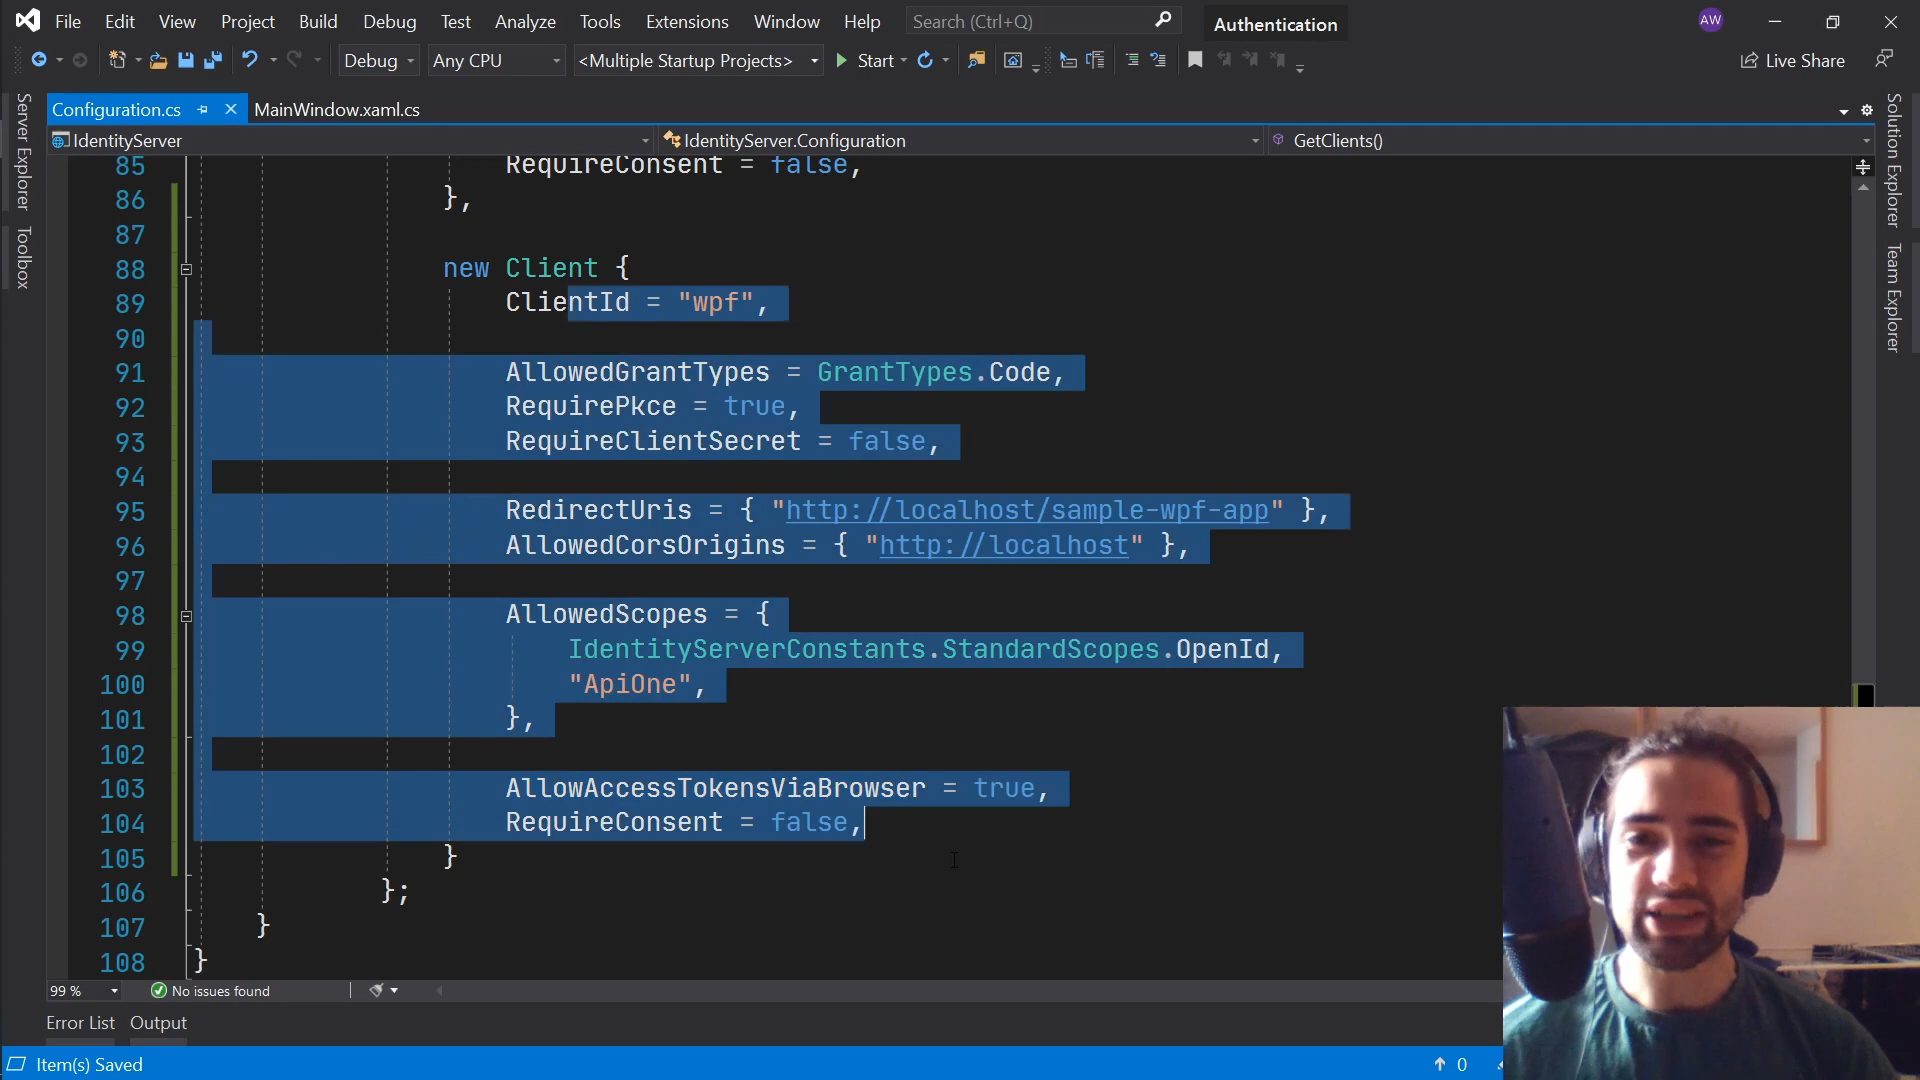 File Edit View Project Build Debug Test Analyze Tools Extensions Window Help Search (Ctrl+Q) Authentication AW
Debug Any CPU <Multiple Startup Projects> Start Live Share
Server Explorer
Toolbox
Configuration.cs MainWindow.xaml.cs
IdentityServer IdentityServer.Configuration GetClients()
85 RequireConsent = false,
86 },
87
88 new Client {
89 ClientId = "wpf",
90
91 AllowedGrantTypes = GrantTypes.Code,
92 RequirePkce = true,
93 RequireClientSecret = false,
94
95 RedirectUris = { "http://localhost/sample-wpf-app" },
96 AllowedCorsOrigins = { "http://localhost" },
97
98 AllowedScopes = {
99 IdentityServerConstants.StandardScopes.OpenId,
100 "ApiOne",
101 },
102
103 AllowAccessTokensViaBrowser = true,
104 RequireConsent = false,
105 }
106 };
107 }
108 }
Solution Explorer
Team Explorer
99 % No issues found
Error List Output
Item(s) Saved 0